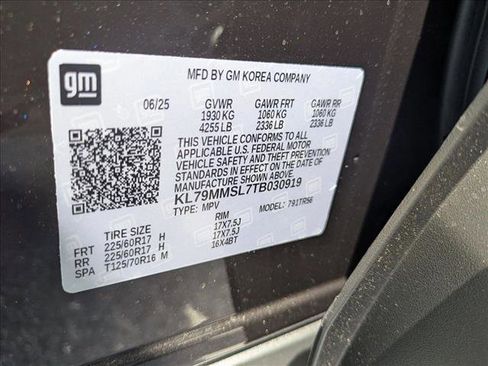 gm
MFD BY GM KOREA COMPANY
06/25 GVWR GAWR FRT GAWR RR
1930 KG 1060 KG 1060 KG
4255 LB 2336 LB 2336 LB
THIS VEHICLE CONFORMS TO ALL
APPLICABLE U.S. FEDERAL MOTOR
VEHICLE SAFETY AND THEFT PREVENTION
STANDARDS IN EFFECT ON THE DATE OF
MANUFACTURE SHOWN ABOVE.
KL79MMSL7TB030919
TYPE: MPV MODEL: 791TR56
TIRE SIZE RIM
FRT 225/60R17 H 17X7.5J
RR 225/60R17 H 17X7.5J
SPA T125/70R16 M 16X4BT